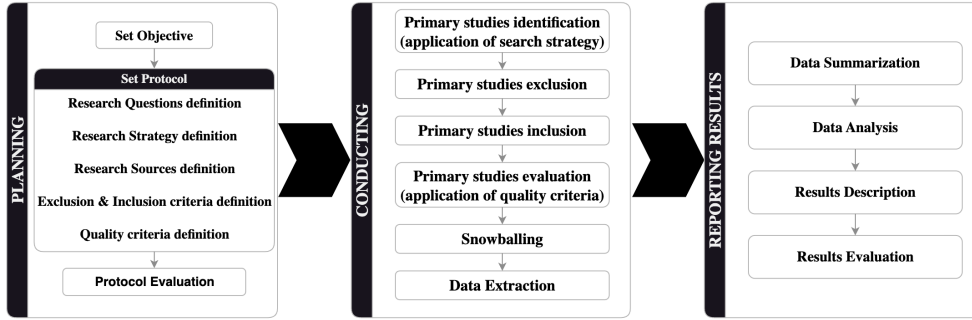 PLANNING
Set Objective
Set Protocol
Research Questions definition
Research Strategy definition
Research Sources definition
Exclusion & Inclusion criteria definition
Quality criteria definition
Protocol Evaluation
CONDUCTING
Primary studies identification
(application of search strategy)
Primary studies exclusion
Primary studies inclusion
Primary studies evaluation
(application of quality criteria)
Snowballing
Data Extraction
REPORTING RESULTS
Data Summarization
Data Analysis
Results Description
Results Evaluation